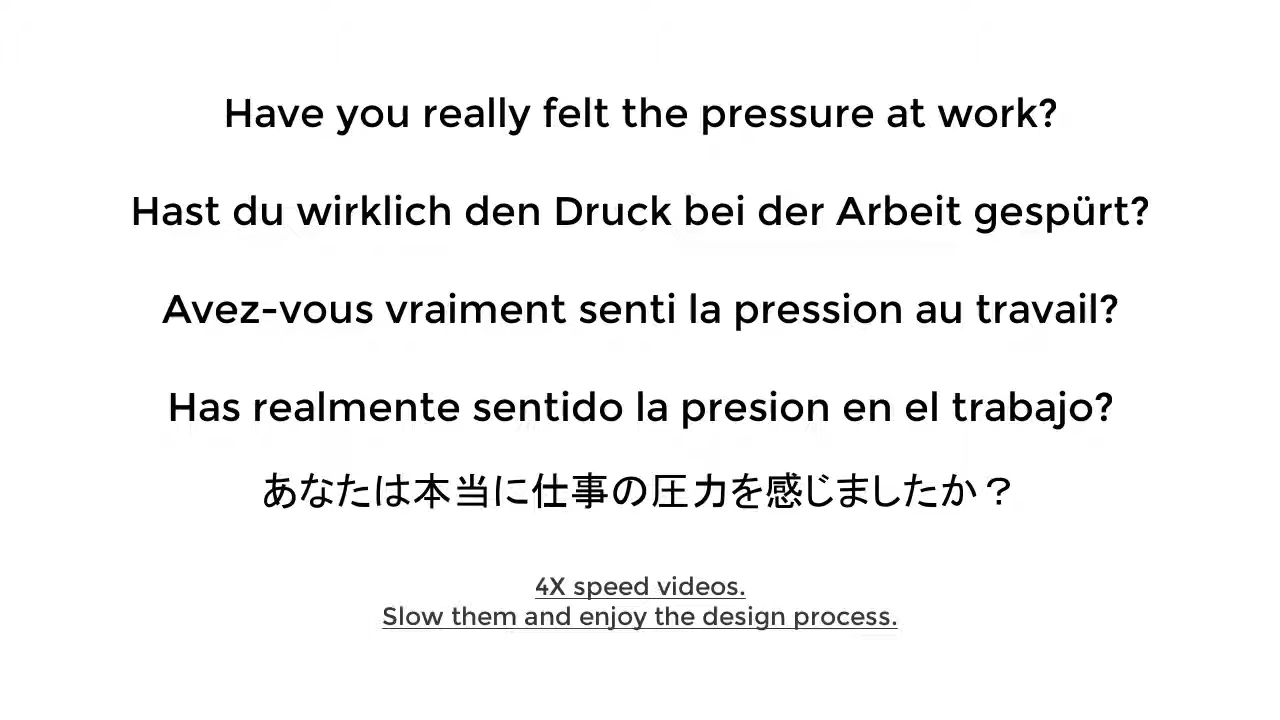 Have you really felt the pressure at work?
Hast du wirklich den Druck bei der Arbeit gespürt?
Avez-vous vraiment senti la pression au travail?
Has realmente sentido la presion en el trabajo?
あなたは本当に仕事の圧力を感じましたか？
4X speed videos.
Slow them and enjoy the design process.